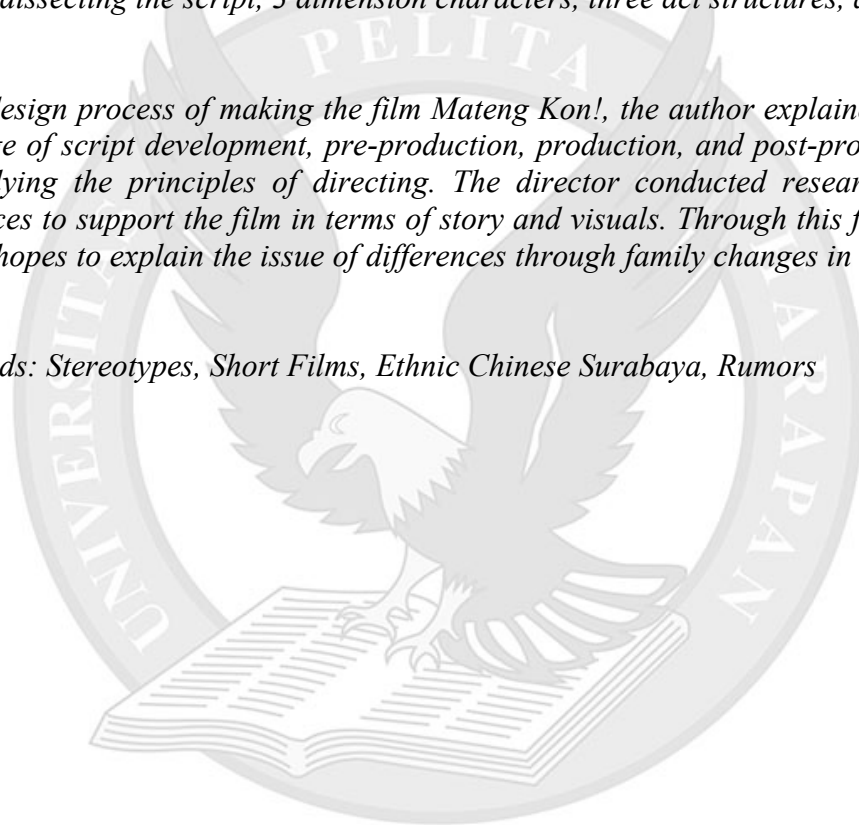 dissecting the script, 3 dimension characters, three act structures, a
design process of making the film Mateng Kon!, the author explaine
e of script development, pre-production, production, and post-pro
lying the principles of directing. The director conducted resear
ces to support the film in terms of story and visuals. Through this f
hopes to explain the issue of differences through family changes in
ds: Stereotypes, Short Films, Ethnic Chinese Surabaya, Rumors
UNIVERSITAS PELITA HARAPAN